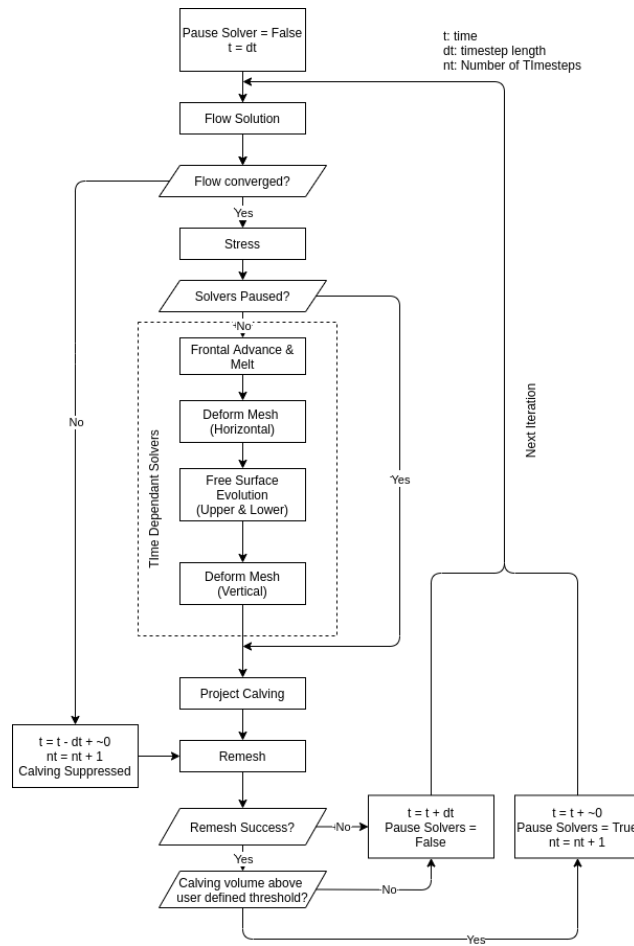 Pause Solver = False
t = dt
t: time
dt: timestep length
nt: Number of TImesteps
Flow Solution
Flow converged?
Yes
Stress
Solvers Paused?
No
Frontal Advance &
Melt
Deform Mesh
(Horizontal)
Free Surface
Evolution
(Upper & Lower)
Deform Mesh
(Vertical)
TIme Dependant Solvers
No
Yes
Next Iteration
Project Calving
t = t - dt + ~0
nt = nt + 1
Calving Suppressed
Remesh
Remesh Success?
No
t = t + dt
Pause Solvers =
False
t = t + ~0
Pause Solvers = True
nt = nt + 1
Yes
Calving volume above
user defined threshold?
No
Yes